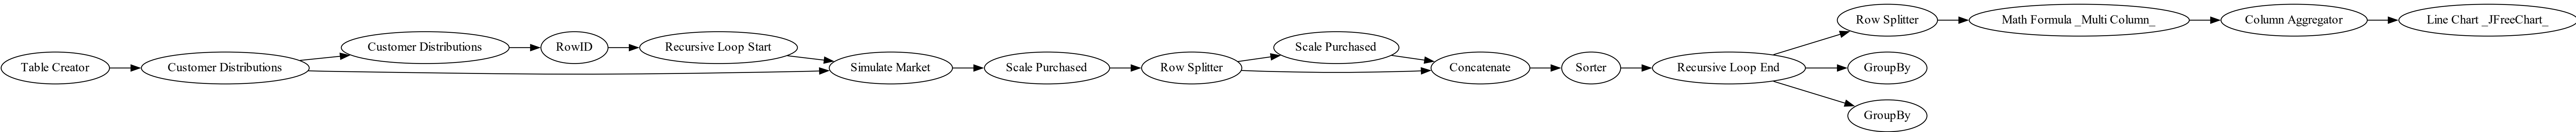 Table Creator
Customer Distributions
Customer Distributions
RowID
Recursive Loop Start
Simulate Market
Scale Purchased
Row Splitter
Scale Purchased
Concatenate
Sorter
Recursive Loop End
Row Splitter
Math Formula _Multi Column_
Column Aggregator
Line Chart _JFreeChart_
GroupBy
GroupBy